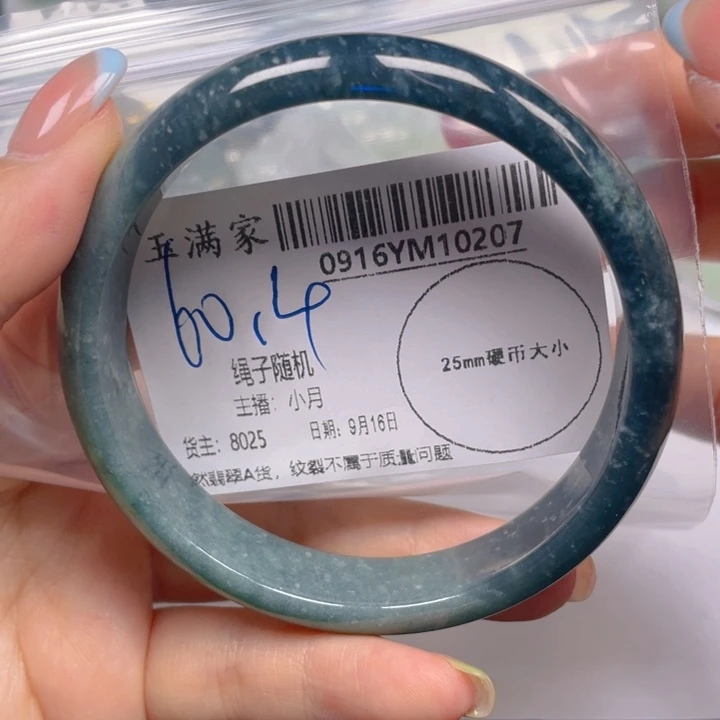 玉满家
0916YM10207
60.4
25mm硬币大小
绳子随机
主播：小月
货主：8025 日期：9月16日
然翡翠A货，纹裂不属于质量问题